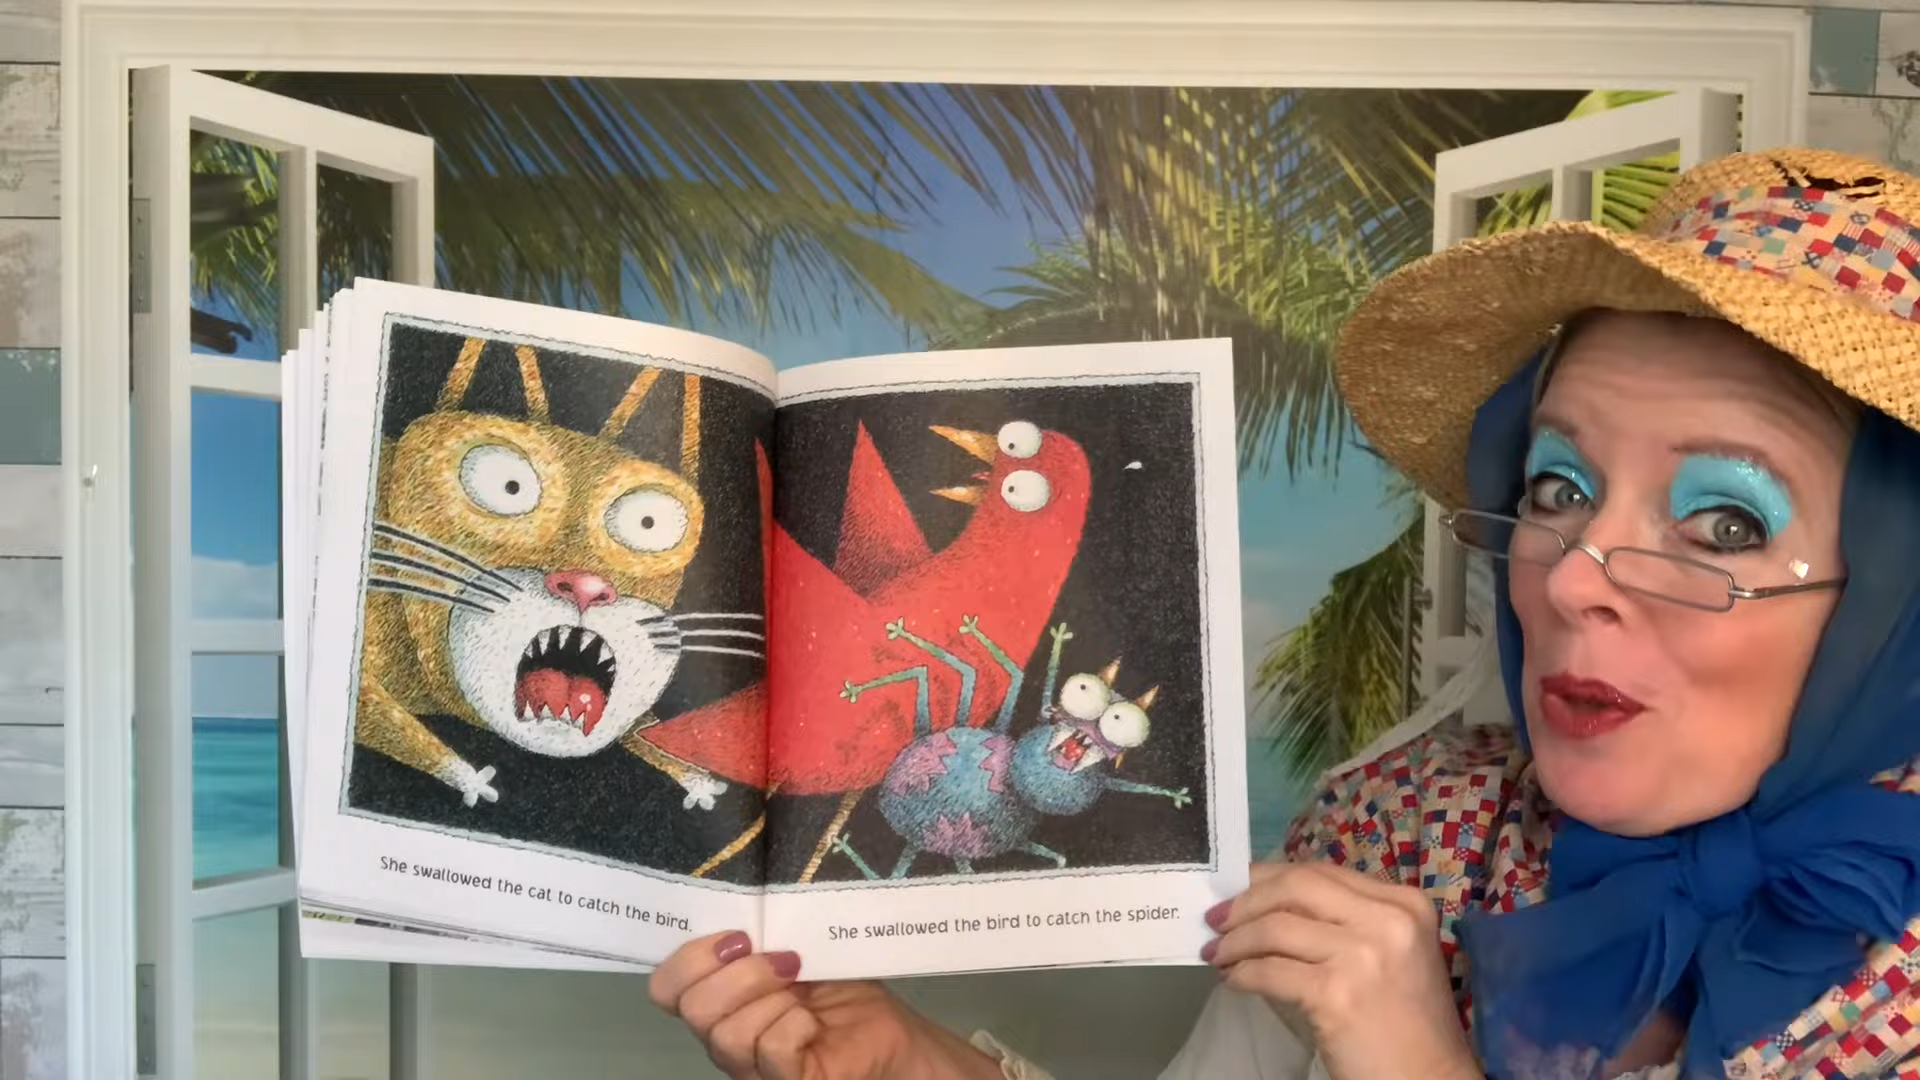 She swallowed the cat to catch the bird.
She swallowed the bird to catch the spider.